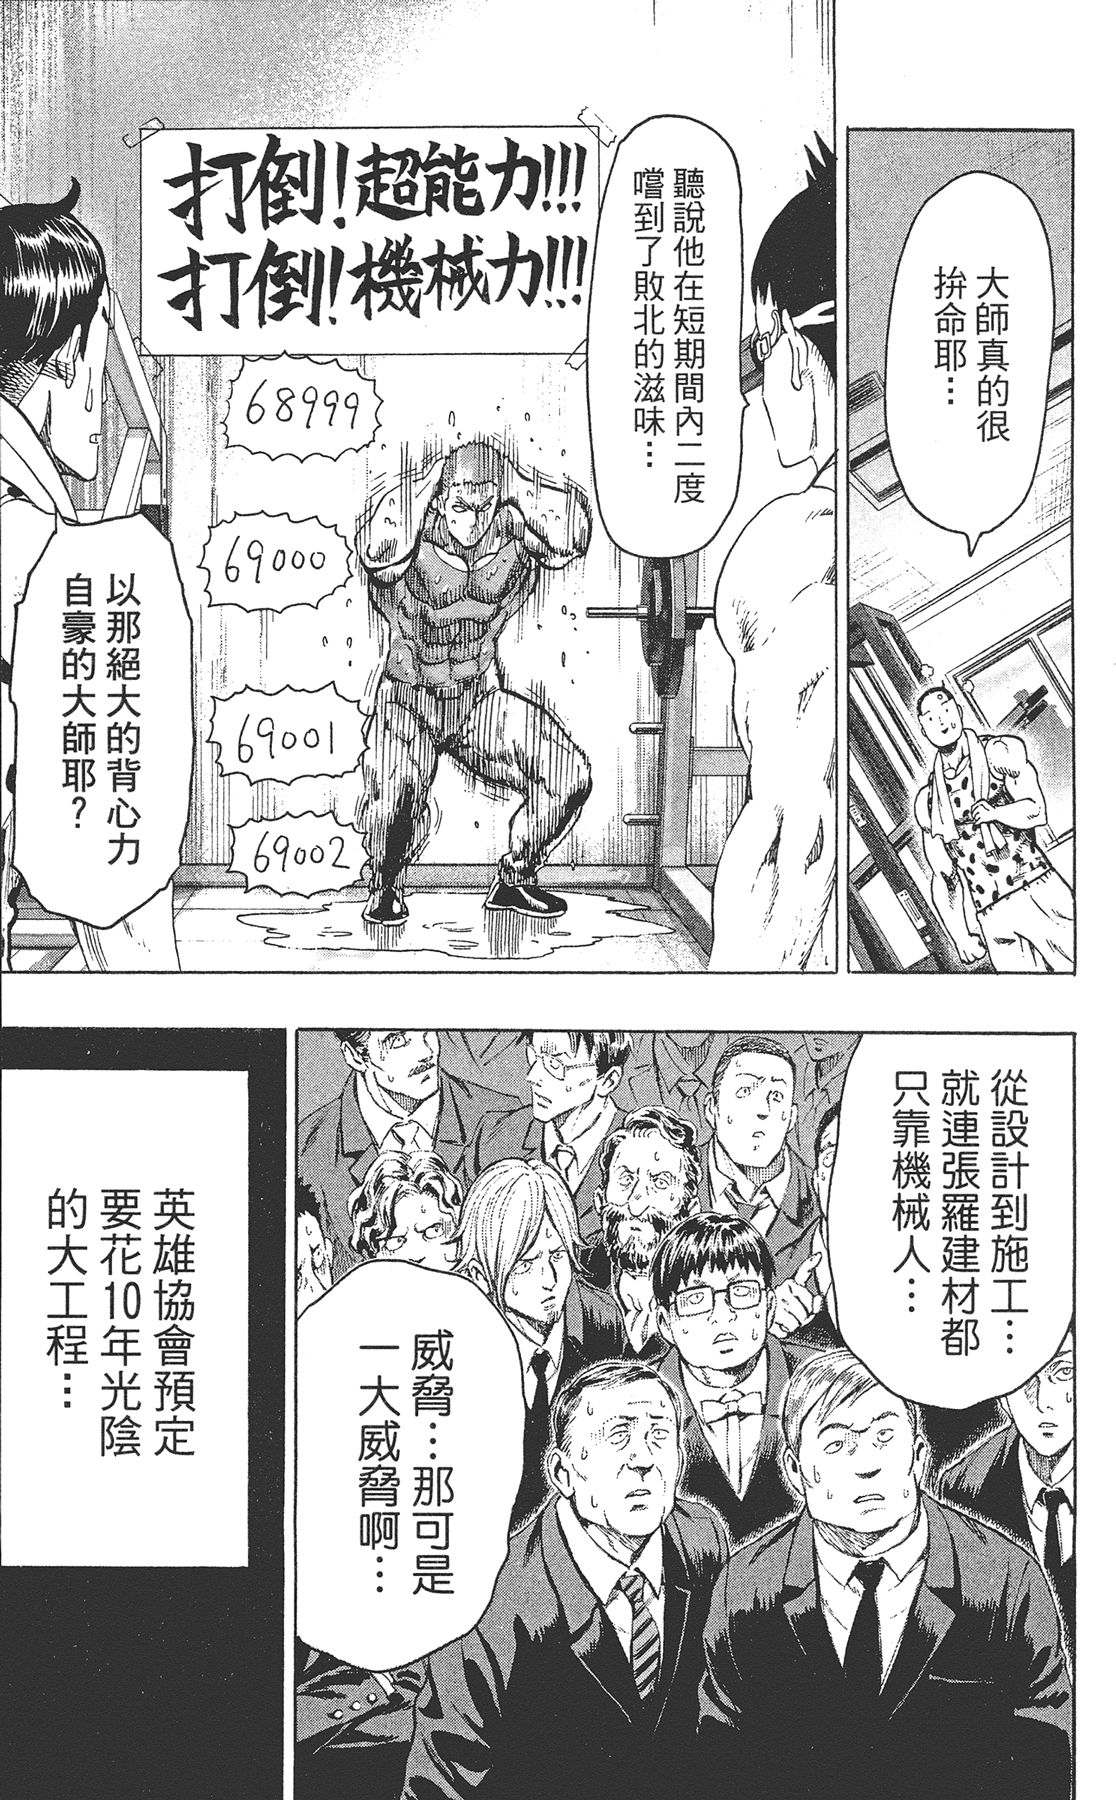 大師真的很
拚命耶…
聽說他在短期間內二度
嚐到了敗北的滋味…
打倒!超能力!!!
打倒!機械力!!!
68999
69000
69001
69002
以那絕大的背心力
自豪的大師耶?
從設計到施工…
就連張羅建材都
只靠機械人…
威脅…那可是
一大威脅啊…
英雄協會預定
要花10年光陰
的大工程…